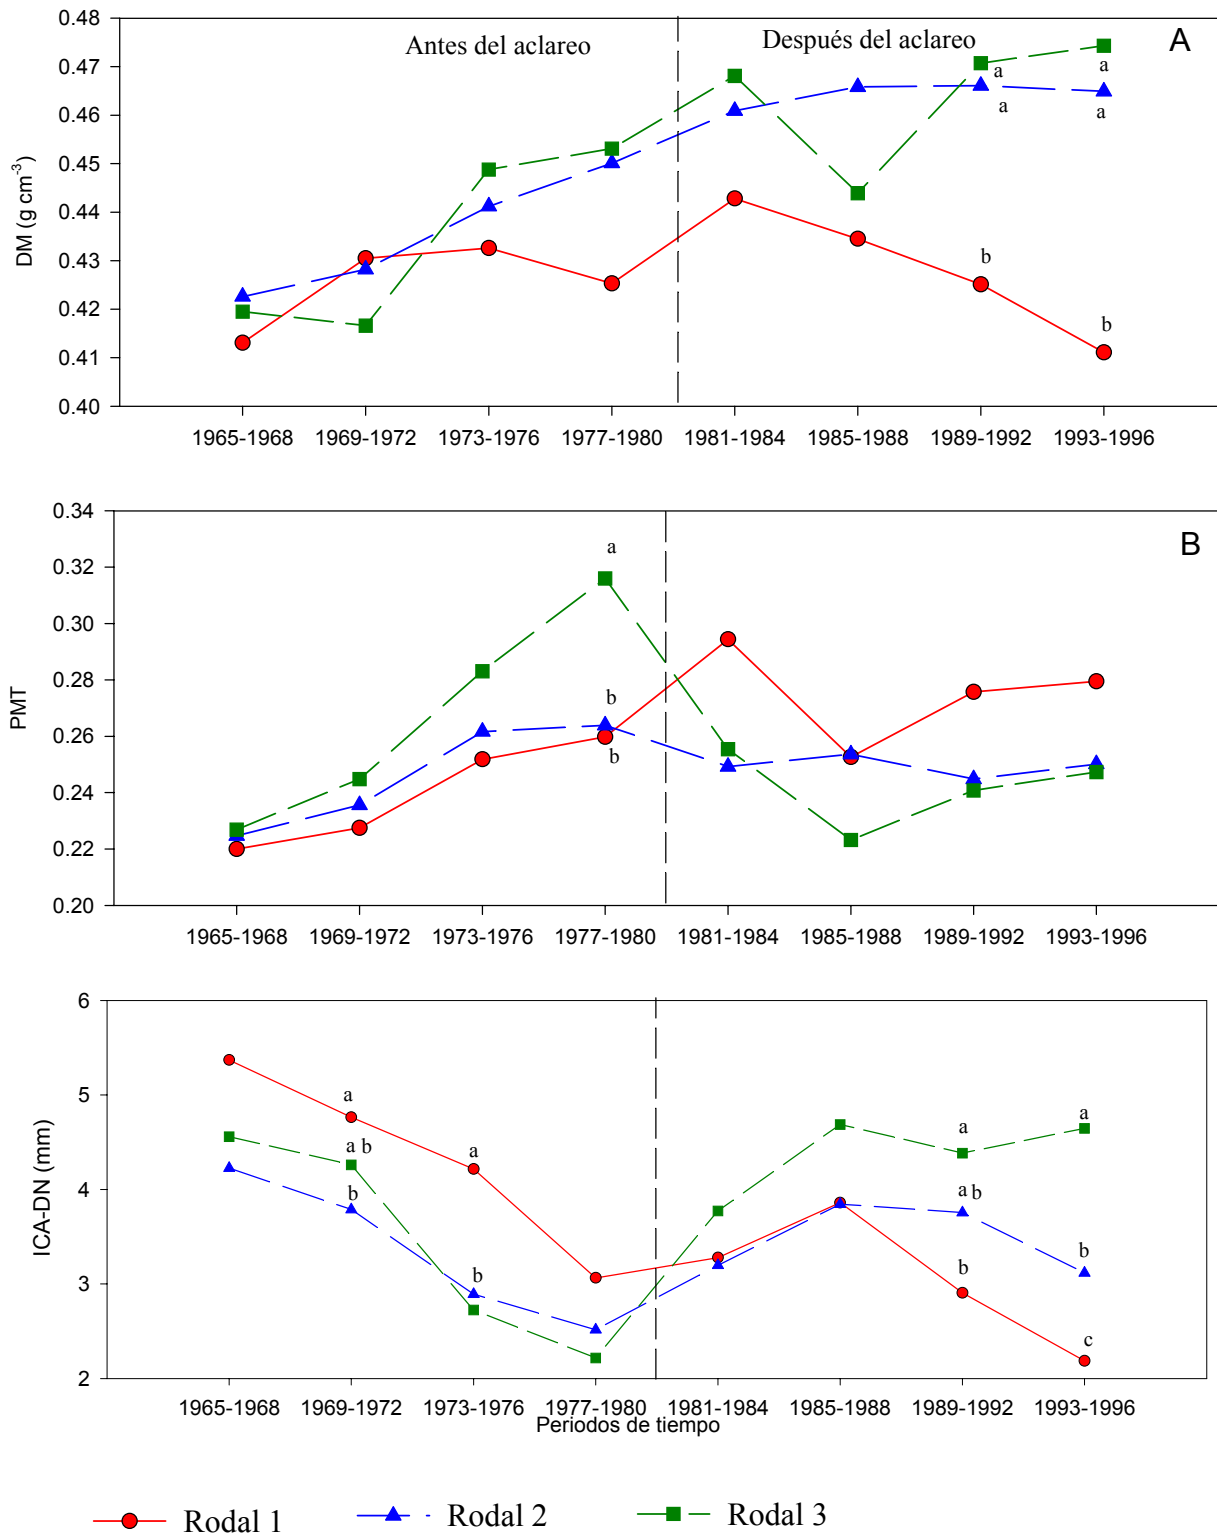 0.48
0.47
0.46
0.45
0.44
0.43
0.42
0.41
0.40
DM (g cm-3)
Antes del aclareo
Después del aclareo
A
a
a
a
a
b
b
1965-1968 1969-1972 1973-1976 1977-1980 1981-1984 1985-1988 1989-1992 1993-1996
0.34
0.32
0.30
0.28
0.26
0.24
0.22
0.20
PMT
B
a
b
b
1965-1968 1969-1972 1973-1976 1977-1980 1981-1984 1985-1988 1989-1992 1993-1996
6
5
4
3
2
ICA-DN (mm)
a
a b
b
a
b
a
a b
b
a
b
c
1965-1968 1969-1972 1973-1976 1977-1980 1981-1984 1985-1988 1989-1992 1993-1996
Periodos de tiempo
Rodal 1 Rodal 2 Rodal 3